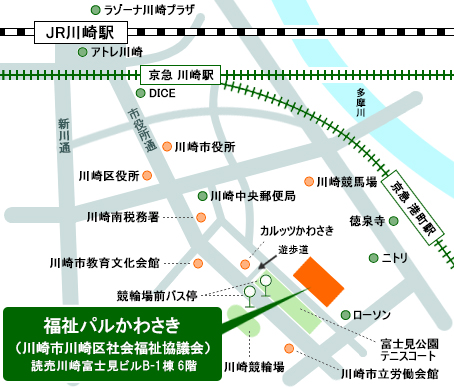 ラゾーナ川崎プラザ
JR川崎駅
アトレ川崎
京急 川崎駅
DICE
多摩川
新川通
市役所通
川崎市役所
川崎区役所
川崎競馬場
京急 港町駅
川崎中央郵便局
川崎南税務署
徳泉寺
カルッツかわさき
遊歩道
川崎市教育文化会館
ニトリ
競輪場前バス停
ローソン
福祉パルかわさき
（川崎市川崎区社会福祉協議会）
読売川崎富士見ビルB-1棟 6階
富士見公園
テニスコート
川崎競輪場
川崎市立労働会館